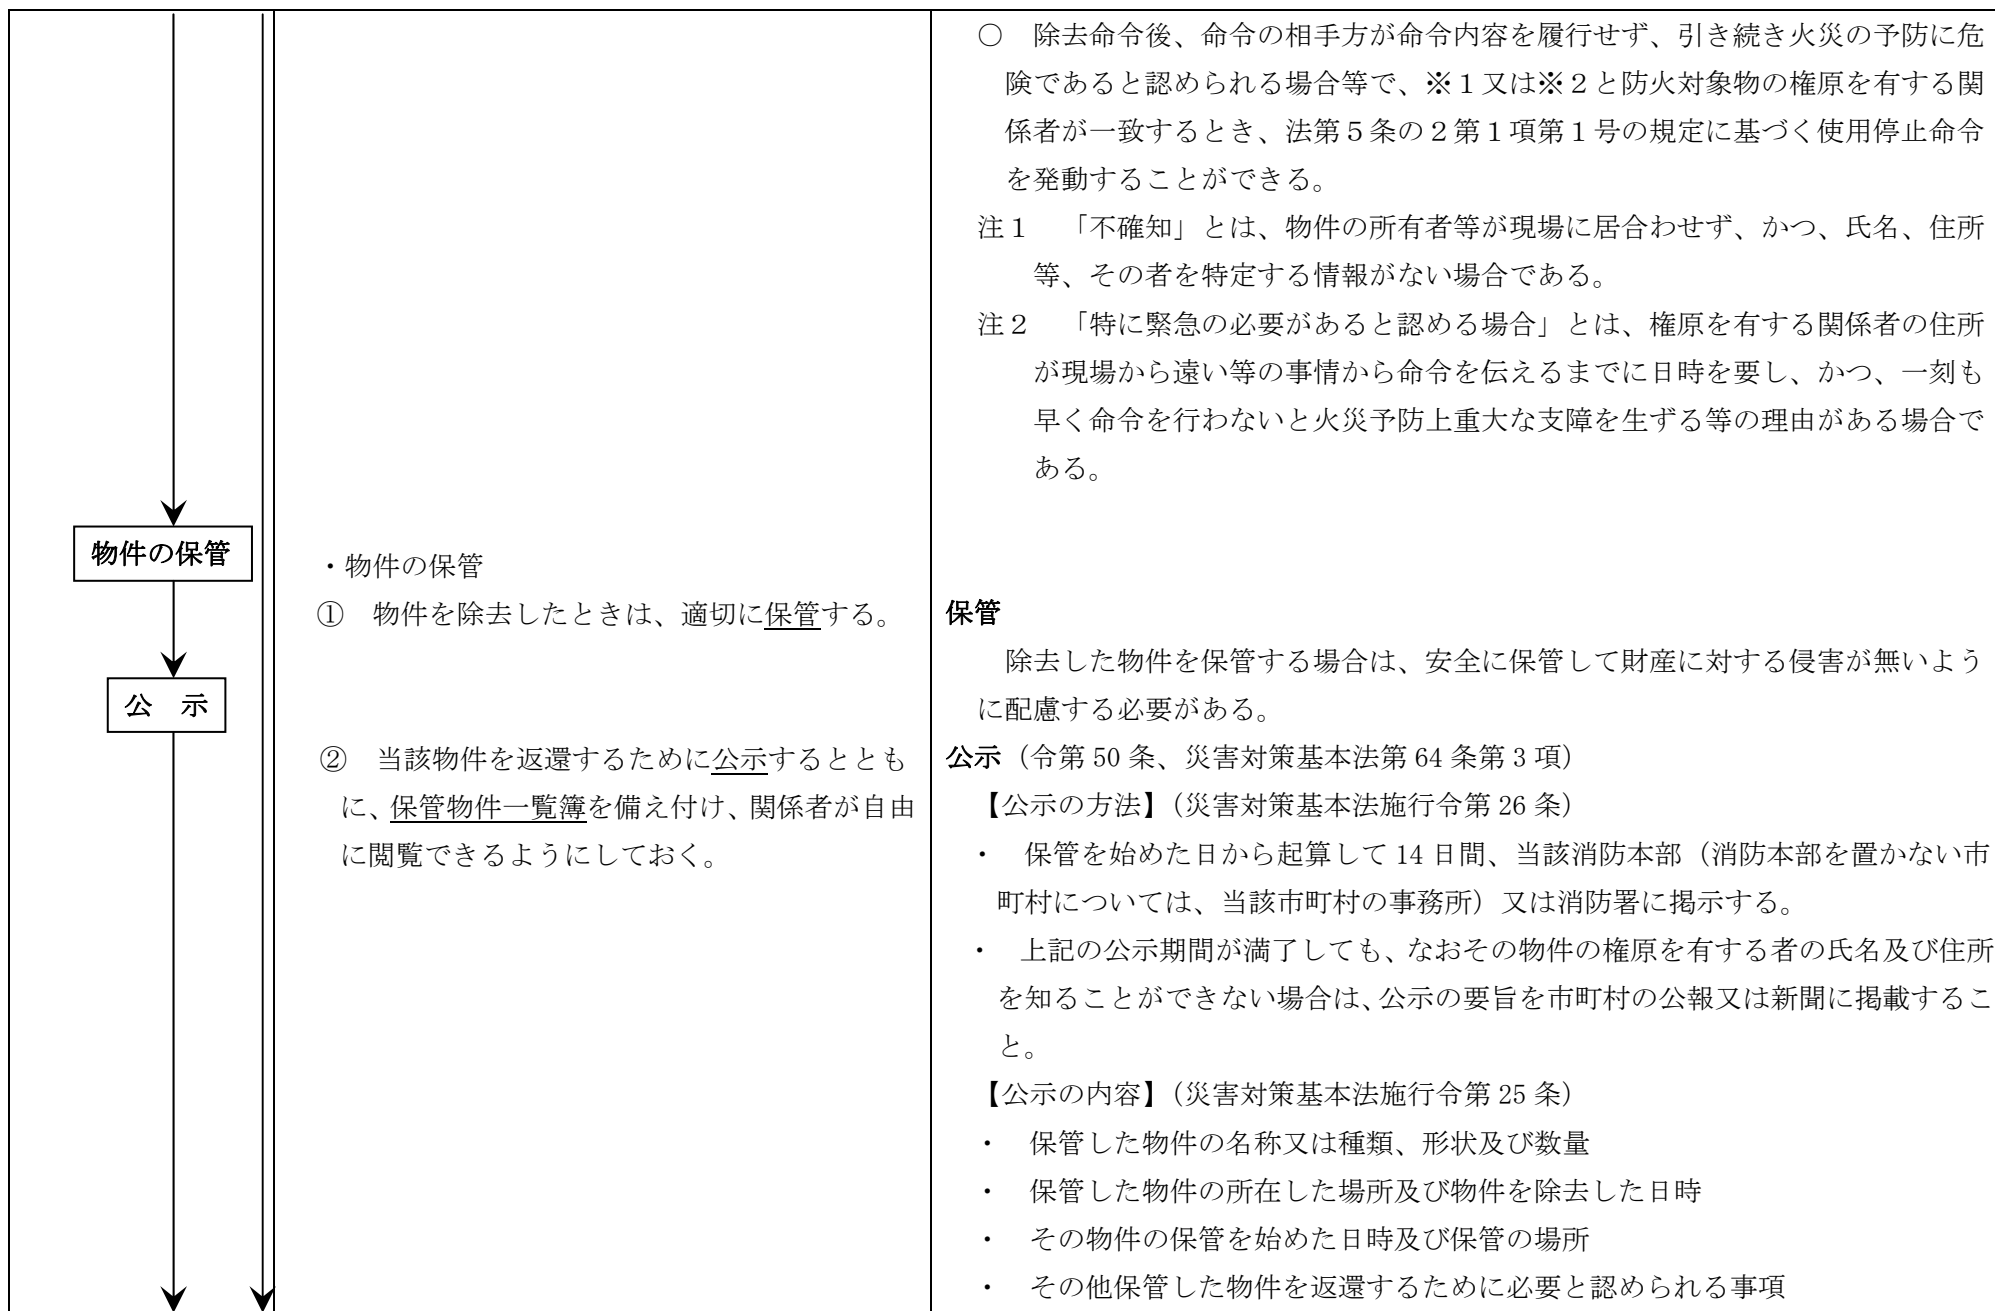 ○　除去命令後、命令の相手方が命令内容を履行せず、引き続き火災の予防に危
険であると認められる場合等で、※１又は※２と防火対象物の権原を有する関
係者が一致するとき、法第５条の２第１項第１号の規定に基づく使用停止命令
を発動することができる。
注１　「不確知」とは、物件の所有者等が現場に居合わせず、かつ、氏名、住所
等、その者を特定する情報がない場合である。
注２　「特に緊急の必要があると認める場合」とは、権原を有する関係者の住所
が現場から遠い等の事情から命令を伝えるまでに日時を要し、かつ、一刻も
早く命令を行わないと火災予防上重大な支障を生ずる等の理由がある場合で
ある。
物件の保管
公　示
・物件の保管
①　物件を除去したときは、適切に保管する。
②　当該物件を返還するために公示するととも
に、保管物件一覧簿を備え付け、関係者が自由
に閲覧できるようにしておく。
保管
除去した物件を保管する場合は、安全に保管して財産に対する侵害が無いよう
に配慮する必要がある。
公示（令第 50 条、災害対策基本法第 64 条第 3 項）
【公示の方法】（災害対策基本法施行令第 26 条）
・　保管を始めた日から起算して 14 日間、当該消防本部（消防本部を置かない市
町村については、当該市町村の事務所）又は消防署に掲示する。
・　上記の公示期間が満了しても、なおその物件の権原を有する者の氏名及び住所
を知ることができない場合は、公示の要旨を市町村の公報又は新聞に掲載するこ
と。
【公示の内容】（災害対策基本法施行令第 25 条）
・　保管した物件の名称又は種類、形状及び数量
・　保管した物件の所在した場所及び物件を除去した日時
・　その物件の保管を始めた日時及び保管の場所
・　その他保管した物件を返還するために必要と認められる事項